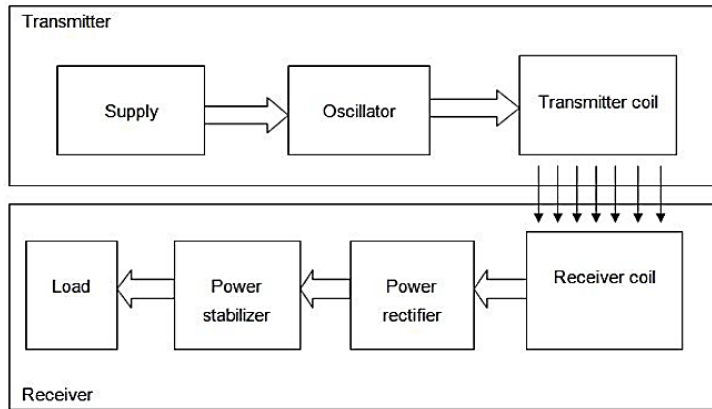 Transmitter
Supply
Oscillator
Transmitter coil
Load
Power
stabilizer
Power
rectifier
Receiver coil
Receiver